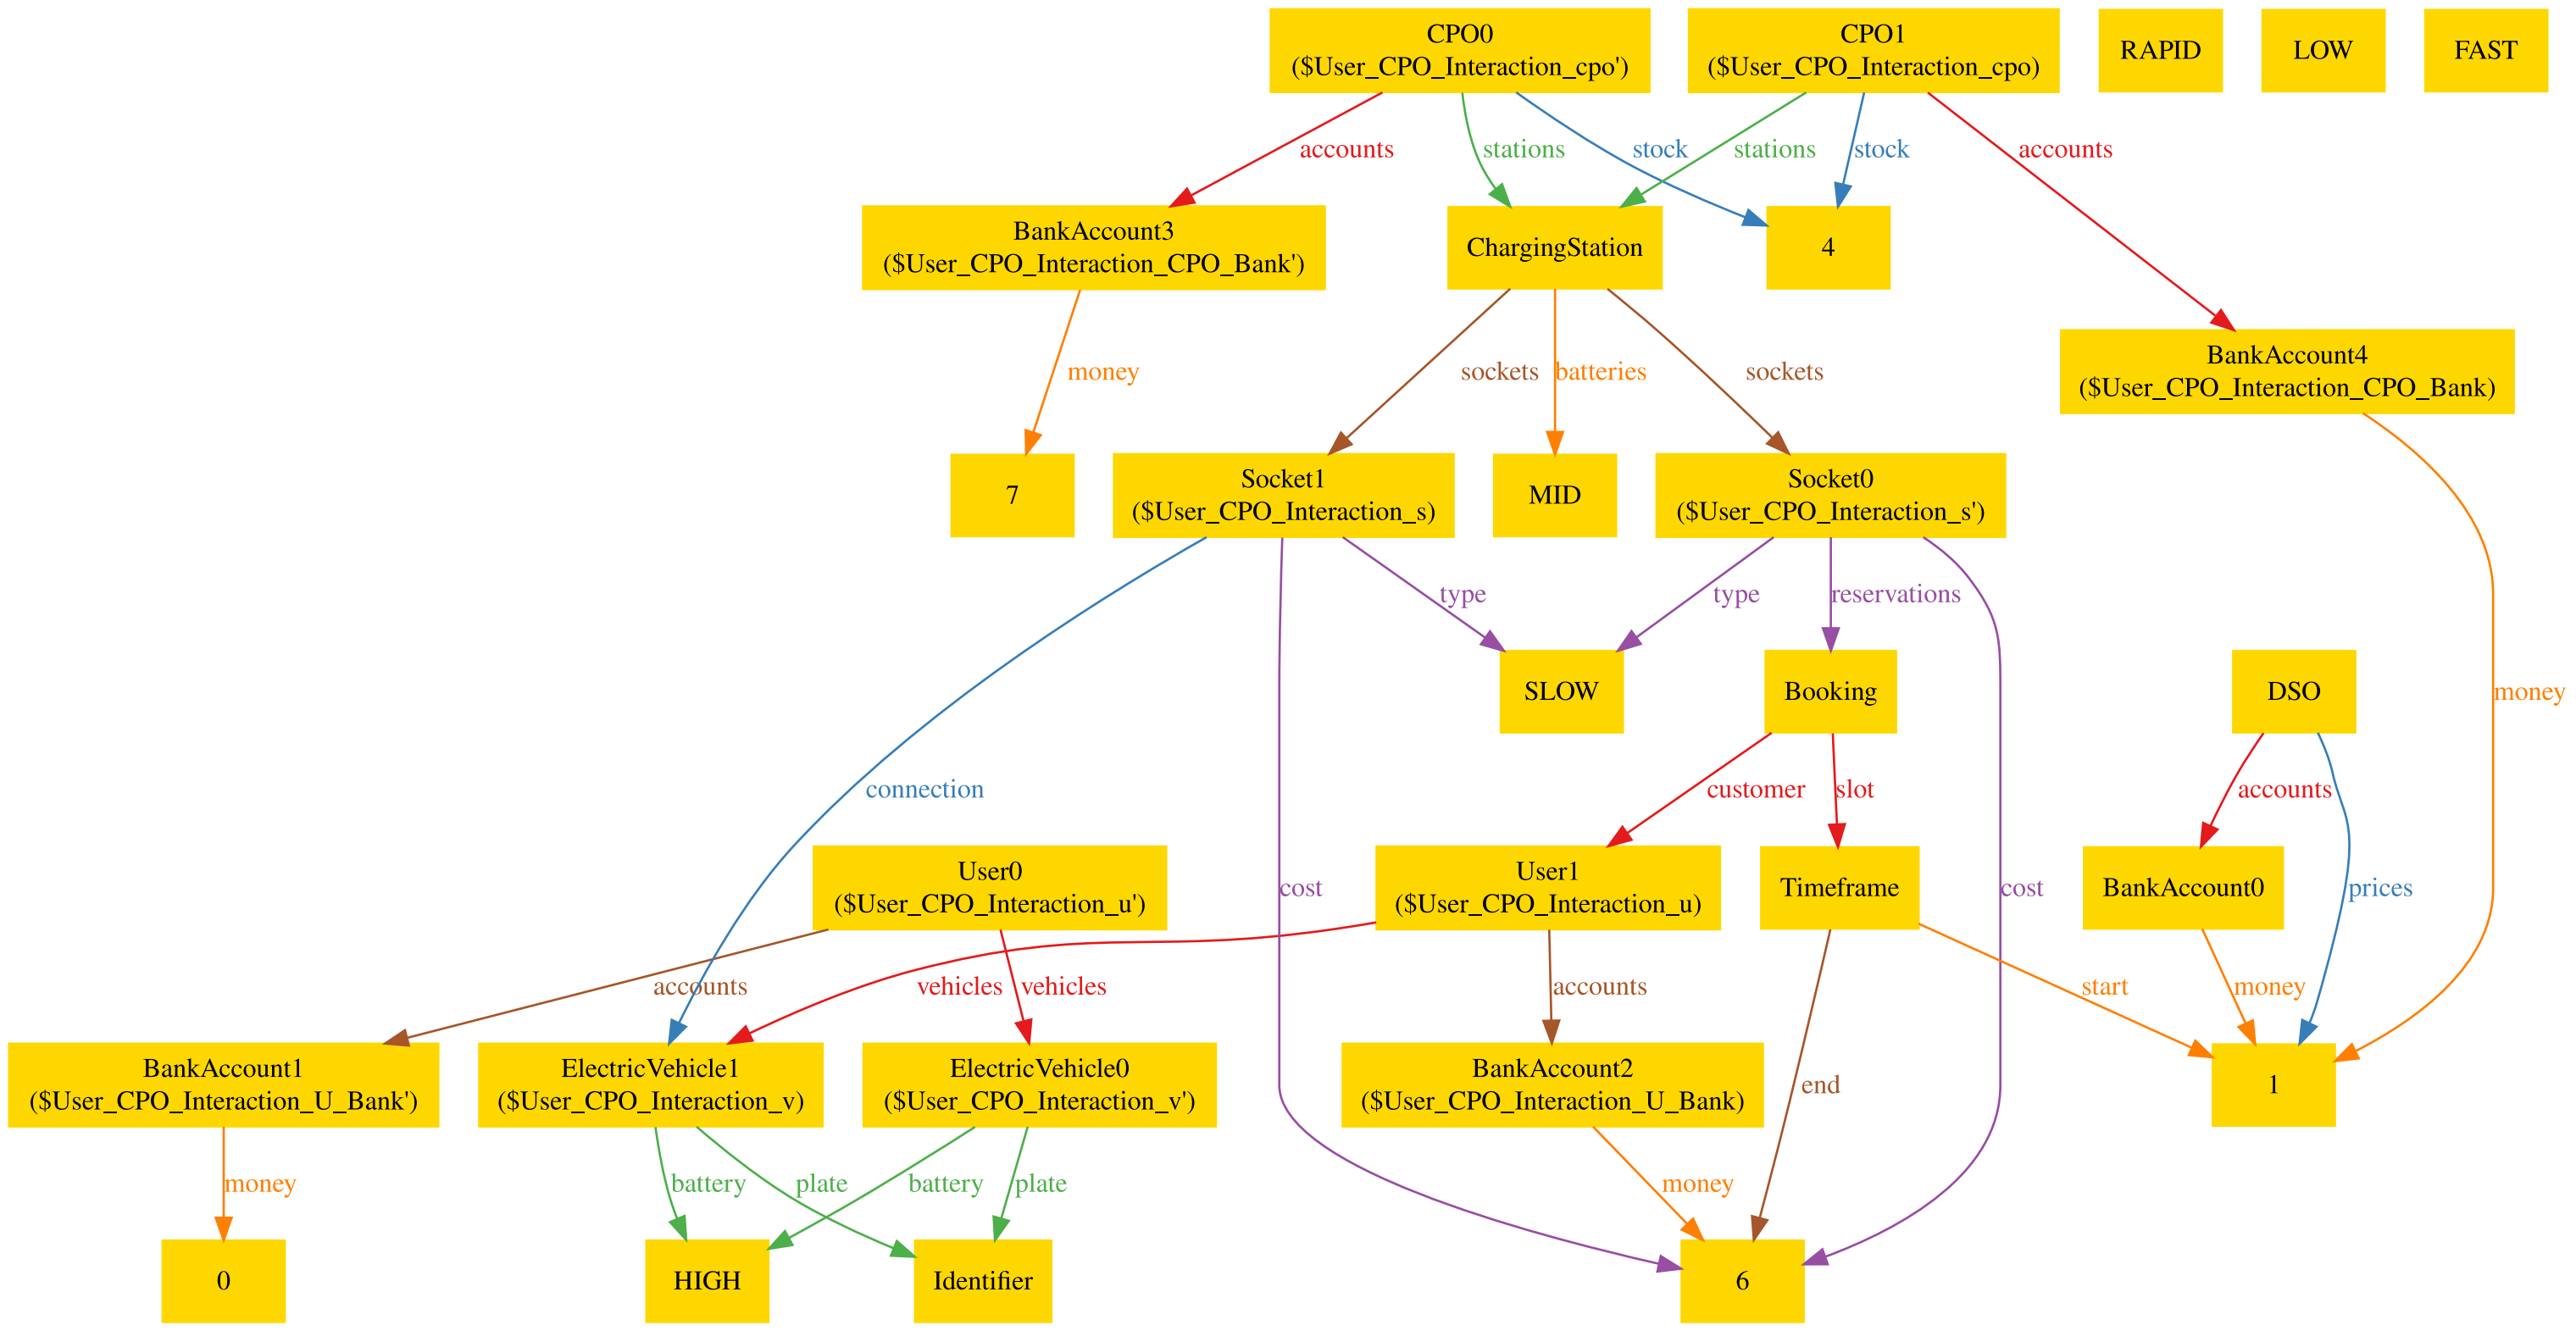 CPO0
($User_CPO_Interaction_cpo')
CPO1
($User_CPO_Interaction_cpo)
RAPID
LOW
FAST
accounts
stations
stock
stations
stock
accounts
BankAccount3
($User_CPO_Interaction_CPO_Bank')
ChargingStation
4
money
sockets
batteries
sockets
BankAccount4
($User_CPO_Interaction_CPO_Bank)
7
Socket1
($User_CPO_Interaction_s)
MID
Socket0
($User_CPO_Interaction_s')
type
type
reservations
SLOW
Booking
DSO
money
connection
customer
slot
accounts
User0
($User_CPO_Interaction_u')
cost
User1
($User_CPO_Interaction_u)
Timeframe
cost
BankAccount0
prices
accounts
vehicles
vehicles
accounts
start
money
BankAccount1
($User_CPO_Interaction_U_Bank')
ElectricVehicle1
($User_CPO_Interaction_v)
ElectricVehicle0
($User_CPO_Interaction_v')
BankAccount2
($User_CPO_Interaction_U_Bank)
end
1
money
battery
plate
battery
plate
money
0
HIGH
Identifier
6